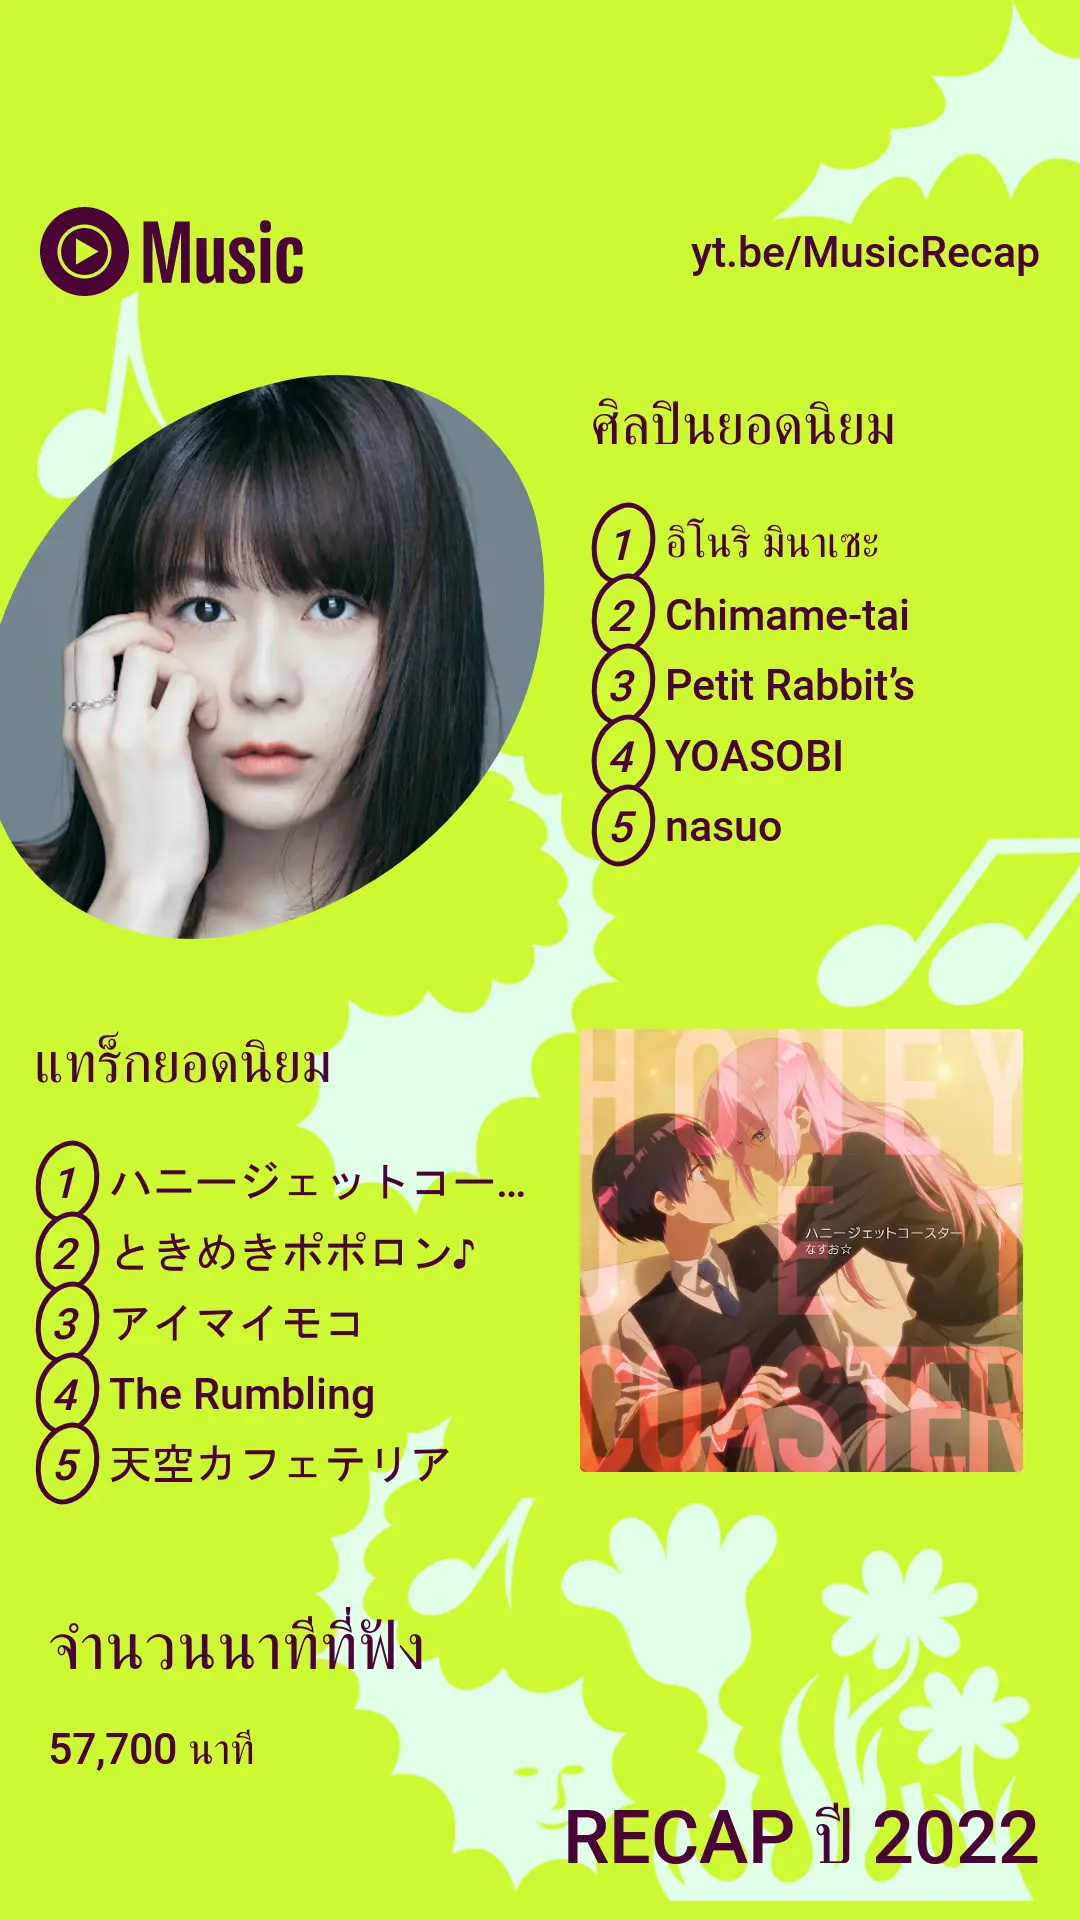 Music
yt.be/MusicRecap
ศิลปินยอดนิยม
1 อิโนริ มินาเซะ
2 Chimame-tai
3 Petit Rabbit’s
4 YOASOBI
5 nasuo
แทร็กยอดนิยม
1 ハニージェットコー...
2 ときめきポポロン♪
3 アイマイモコ
4 The Rumbling
5 天空カフェテリア
HONEY
JET
COASTER
ハニージェットコースター
なすお☆
จำนวนนาทีที่ฟัง
57,700 นาที
RECAP ปี 2022